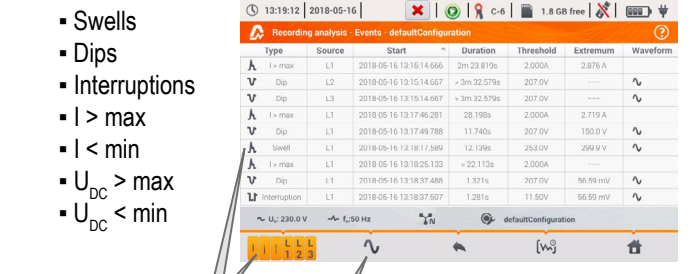 ▪ Swells
▪ Dips
▪ Interruptions
▪ I > max
▪ I < min
▪ U_DC > max
▪ U_DC < min
13:19:12 2018-05-16 C-6 1.8 GB free
Recording analysis - Events - defaultConfiguration
Type Source Start Duration Threshold Extremum Waveform
I > max L1 2018-05-16 13:15:14.666 2m 23.819s 2.000A 2.876 A
Dip L2 2018-05-16 13:15:14.667 > 3m 32.579s 207.0V ---
Dip L3 2018-05-16 13:15:14.667 > 3m 32.579s 207.0V ---
I > max L1 2018-05-16 13:17:46.281 28.198s 2.000A 2.719 A
Dip L1 2018-05-16 13:17:49.788 11.740s 207.0V 150.0 V
Swell L1 2018-05-16 13:18:17.589 12.139s 253.0V 299.9 V
I > max L1 2018-05-16 13:18:25.133 > 22.113s 2.000A ---
Dip L1 2018-05-16 13:18:37.488 1.321s 207.0V 56.59 mV
Interruption L1 2018-05-16 13:18:37.507 1.281s 11.50V 56.59 mV
Uₙ: 230.0 V fₙ:50 Hz N defaultConfiguration
L1 L2 L3